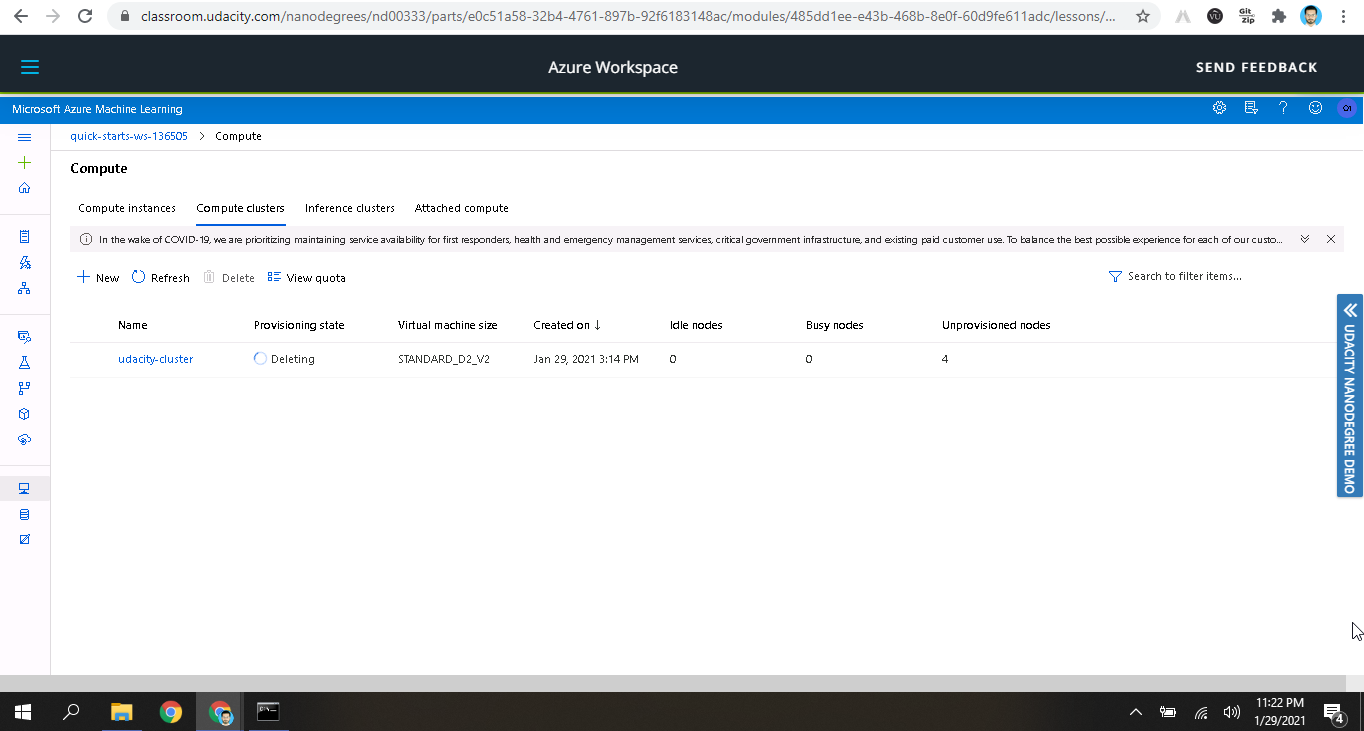 classroom.udacity.com/nanodegrees/nd00333/parts/e0c51a58-32b4-4761-897b-92f6183148ac/modules/485dd1ee-e43b-468b-8e0f-60d9fe611adc/lessons/...
Git
Zip
Azure Workspace
SEND FEEDBACK
Microsoft Azure Machine Learning
quick-starts-ws-136505 > Compute
Compute
Compute instances
Compute clusters
Inference clusters
Attached compute
In the wake of COVID-19, we are prioritizing maintaining service availability for first responders, health and emergency management services, critical government infrastructure, and existing paid customer use. To balance the best possible experience for each of our custo...
New
Refresh
Delete
View quota
Search to filter items...
Name Provisioning state Virtual machine size Created on ↓ Idle nodes Busy nodes Unprovisioned nodes
udacity-cluster Deleting STANDARD_D2_V2 Jan 29, 2021 3:14 PM 0 0 4
UDACITY NANODEGREE DEMO
11:22 PM
1/29/2021
4